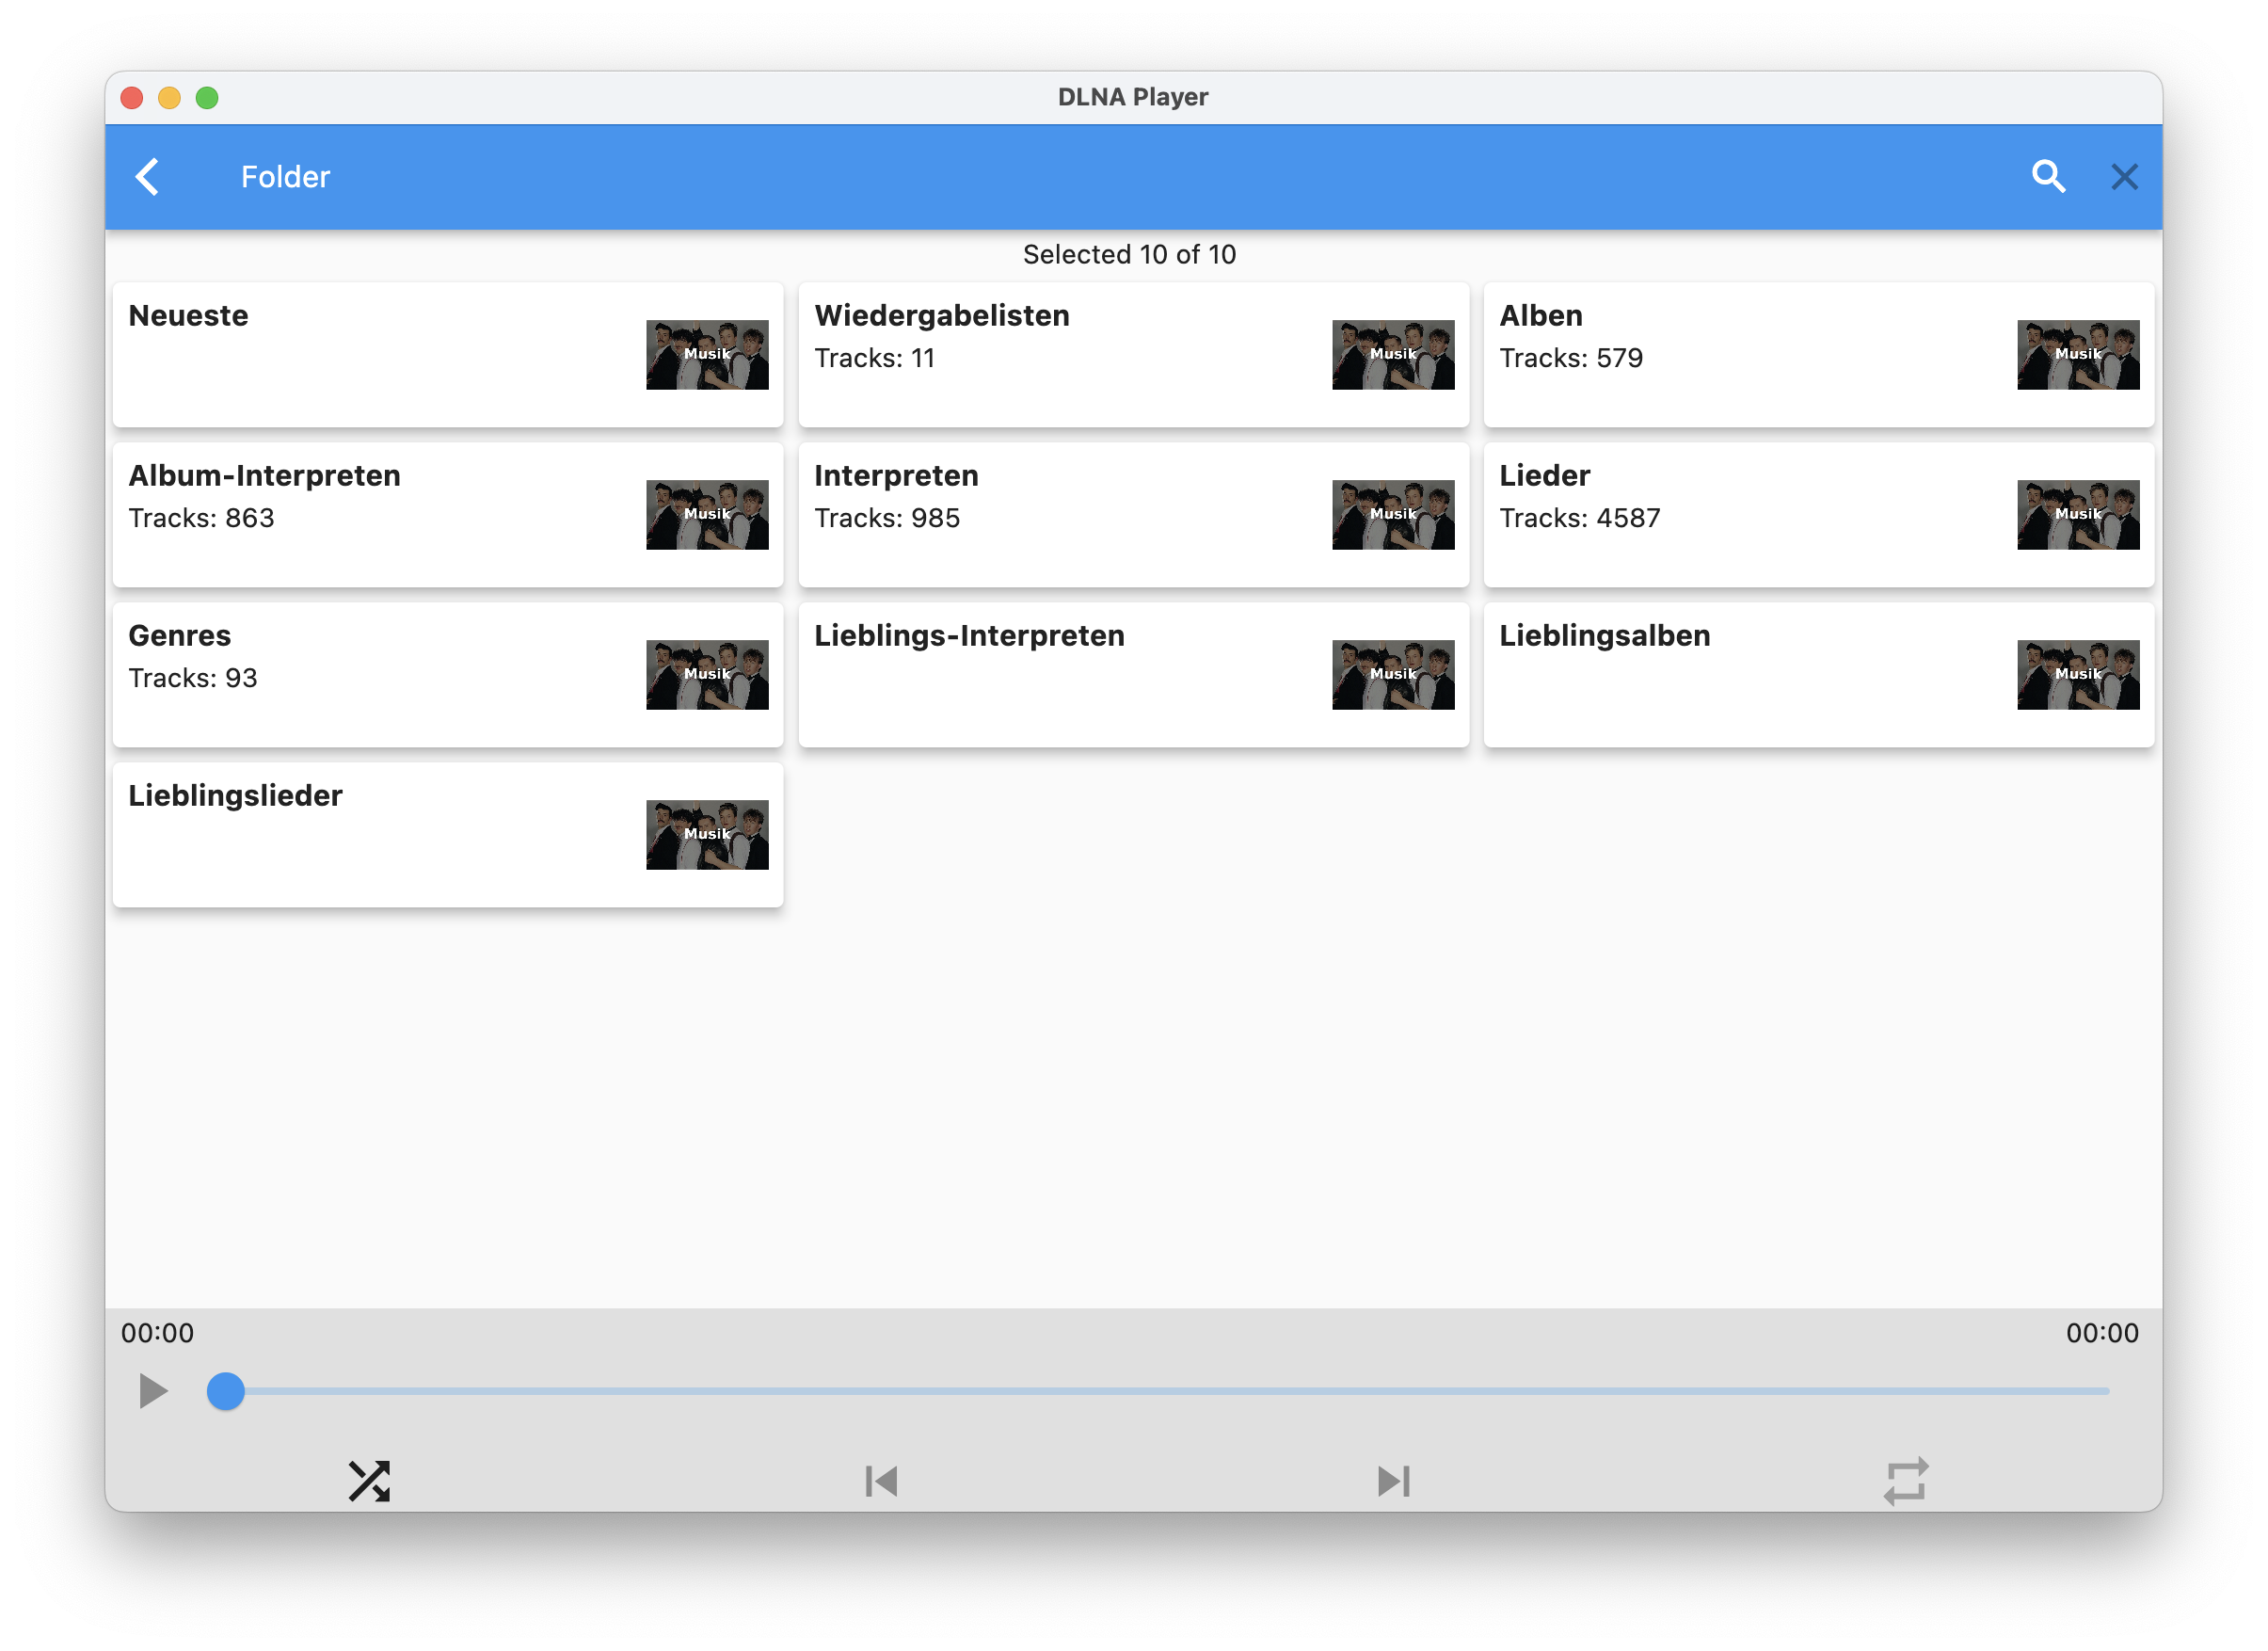 DLNA Player
Folder
Selected 10 of 10
Neueste
Musik
Wiedergabelisten
Tracks: 11
Musik
Alben
Tracks: 579
Musik
Album-Interpreten
Tracks: 863
Musik
Interpreten
Tracks: 985
Musik
Lieder
Tracks: 4587
Musik
Genres
Tracks: 93
Musik
Lieblings-Interpreten
Musik
Lieblingsalben
Musik
Lieblingslieder
Musik
00:00
00:00